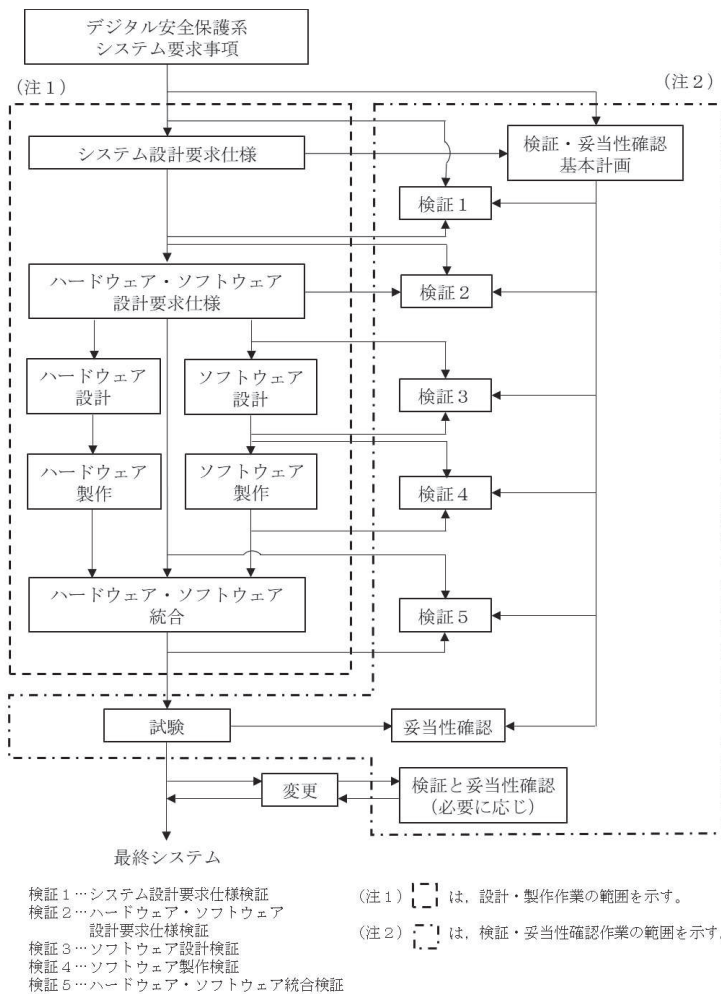 デジタル安全保護系
システム要求事項
(注1)
(注2)
システム設計要求仕様
検証・妥当性確認
基本計画
検証1
ハードウェア・ソフトウェア
設計要求仕様
検証2
ハードウェア
設計
ソフトウェア
設計
検証3
ハードウェア
製作
ソフトウェア
製作
検証4
ハードウェア・ソフトウェア
統合
検証5
試験
妥当性確認
変更
検証と妥当性確認
(必要に応じ)
最終システム
検証1…システム設計要求仕様検証
検証2…ハードウェア・ソフトウェア
設計要求仕様検証
検証3…ソフトウェア設計検証
検証4…ソフトウェア製作検証
検証5…ハードウェア・ソフトウェア統合検証
(注1) は,設計・製作作業の範囲を示す。
(注2) は,検証・妥当性確認作業の範囲を示す。